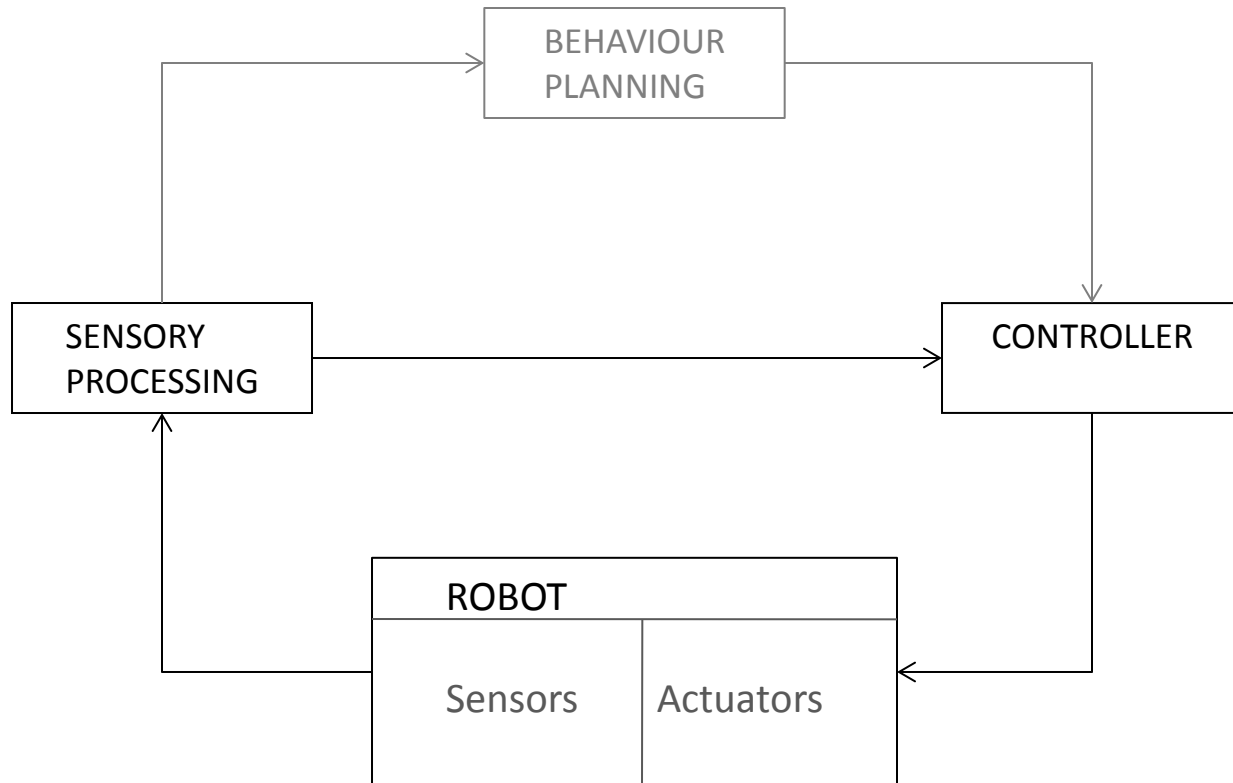 BEHAVIOUR
PLANNING
SENSORY
PROCESSING
CONTROLLER
ROBOT
Sensors
Actuators